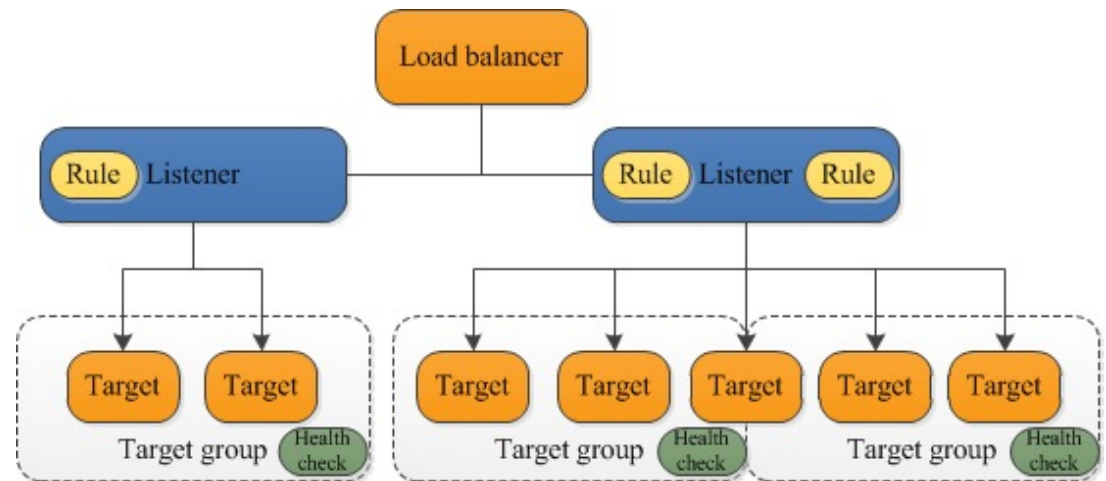 Load balancer
Rule Listener
Rule Listener Rule
Target Target
Target Target Target Target Target
Target group Health
check
Target group Health
check
Target group Health
check